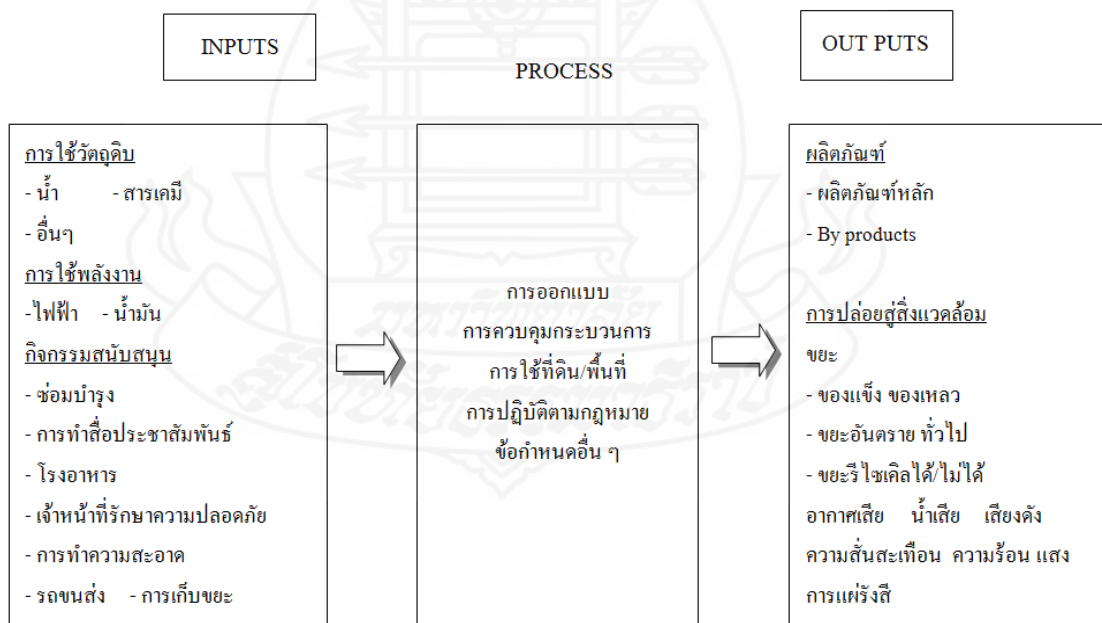 INPUTS
PROCESS
OUT PUTS
การใช้วัตถุดิบ
- น้ำ - สารเคมี
- อื่นๆ
การใช้พลังงาน
-ไฟฟ้า - น้ำมัน
กิจกรรมสนับสนุน
- ซ่อมบำรุง
- การทำสื่อประชาสัมพันธ์
- โรงอาหาร
- เจ้าหน้าที่รักษาความปลอดภัย
- การทำความสะอาด
- รถขนส่ง - การเก็บขยะ
การออกแบบ
การควบคุมกระบวนการ
การใช้ที่ดิน/พื้นที่
การปฏิบัติตามกฎหมาย
ข้อกำหนดอื่น ๆ
ผลิตภัณฑ์
- ผลิตภัณฑ์หลัก
- By products
การปล่อยสู่สิ่งแวดล้อม
ขยะ
- ของแข็ง ของเหลว
- ขยะอันตราย ทั่วไป
- ขยะรีไซเคิลได้/ไม่ได้
อากาศเสีย น้ำเสีย เสียงดัง
ความสั่นสะเทือน ความร้อน แสง
การแผ่รังสี